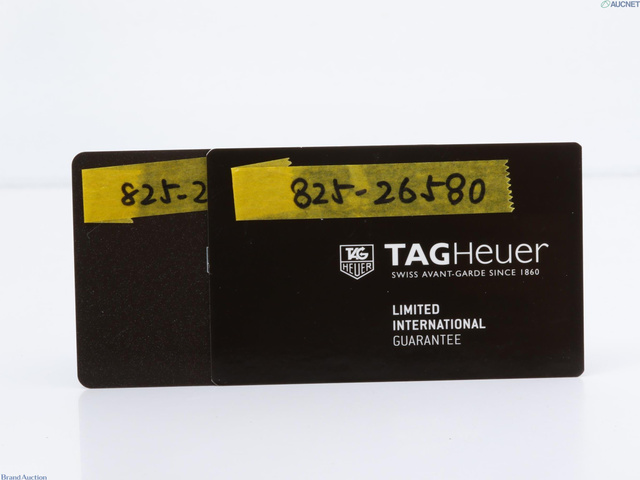 AUCNET
825-2
825-26580
TAG HEUER
TAGHeuer
SWISS AVANT-GARDE SINCE 1860
LIMITED
INTERNATIONAL
GUARANTEE
Brand Auction